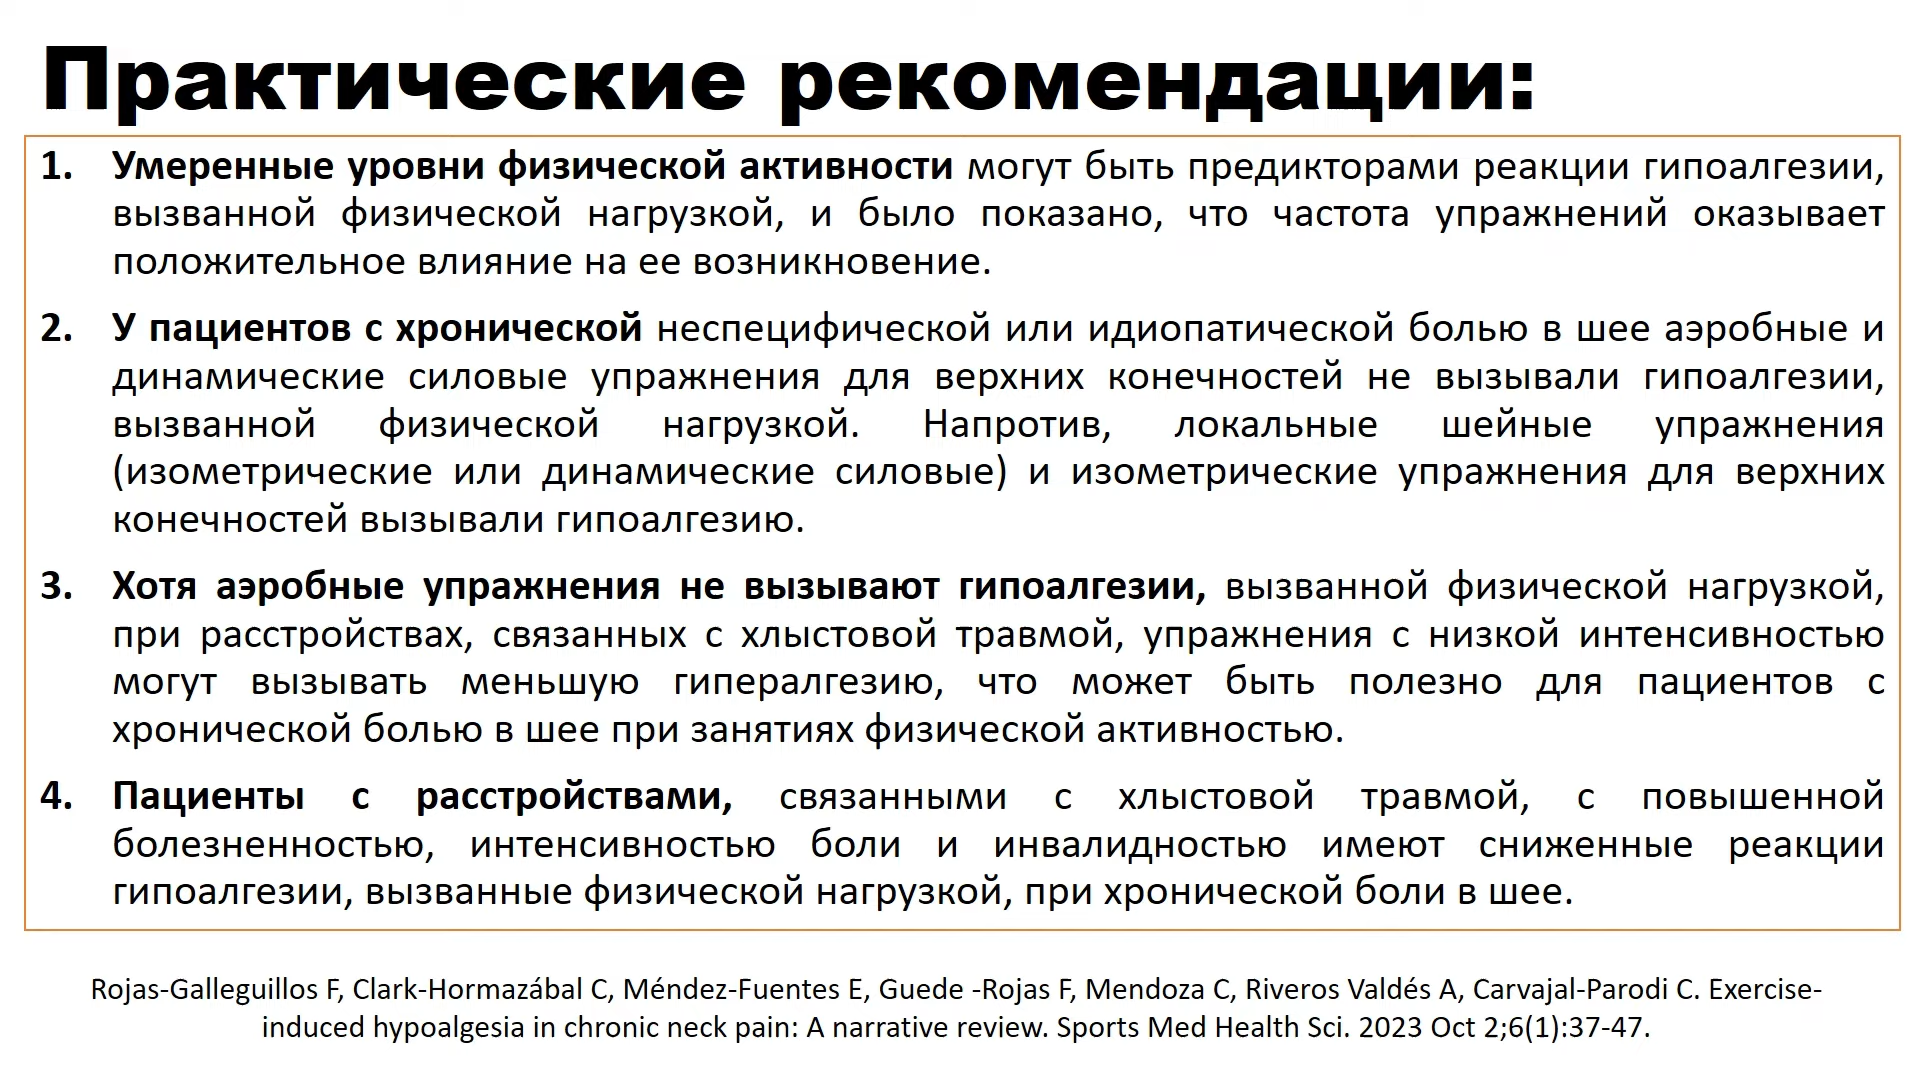 Практические рекомендации:
1. Умеренные уровни физической активности могут быть предикторами реакции гипоалгезии,
вызванной физической нагрузкой, и было показано, что частота упражнений оказывает
положительное влияние на ее возникновение.
2. У пациентов с хронической неспецифической или идиопатической болью в шее аэробные и
динамические силовые упражнения для верхних конечностей не вызывали гипоалгезии,
вызванной физической нагрузкой. Напротив, локальные шейные упражнения
(изометрические или динамические силовые) и изометрические упражнения для верхних
конечностей вызывали гипоалгезию.
3. Хотя аэробные упражнения не вызывают гипоалгезии, вызванной физической нагрузкой,
при расстройствах, связанных с хлыстовой травмой, упражнения с низкой интенсивностью
могут вызывать меньшую гипералгезию, что может быть полезно для пациентов с
хронической болью в шее при занятиях физической активностью.
4. Пациенты с расстройствами, связанными с хлыстовой травмой, с повышенной
болезненностью, интенсивностью боли и инвалидностью имеют сниженные реакции
гипоалгезии, вызванные физической нагрузкой, при хронической боли в шее.
Rojas-Galleguillos F, Clark-Hormazábal C, Méndez-Fuentes E, Guede -Rojas F, Mendoza C, Riveros Valdés A, Carvajal-Parodi C. Exercise-
induced hypoalgesia in chronic neck pain: A narrative review. Sports Med Health Sci. 2023 Oct 2;6(1):37-47.